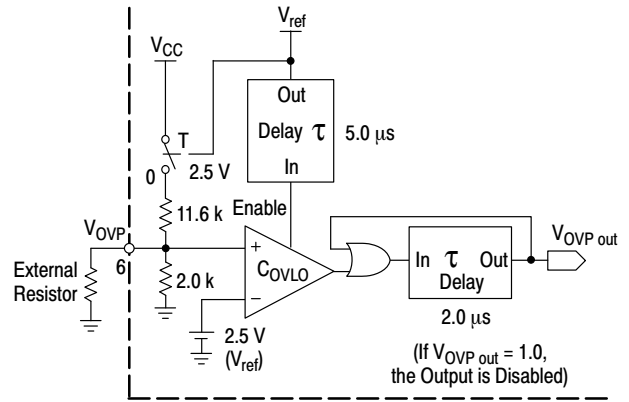 Vref
VCC
Out
Delay τ
In
5.0 μs
T
0
2.5 V
11.6 k
Enable
VOVP
6
External
Resistor
2.0 k
+
COVLO
–
2.5 V
(Vref)
In τ Out
Delay
2.0 μs
VOVP out
(If VOVP out = 1.0,
the Output is Disabled)